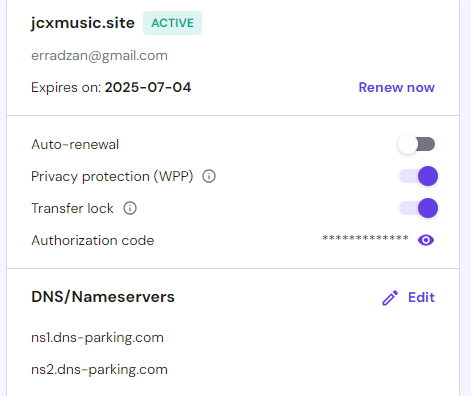 jcxmusic.site ACTIVE
erradzan@gmail.com
Expires on: 2025-07-04 Renew now
Auto-renewal
Privacy protection (WPP)
Transfer lock
Authorization code *************
DNS/Nameservers Edit
ns1.dns-parking.com
ns2.dns-parking.com